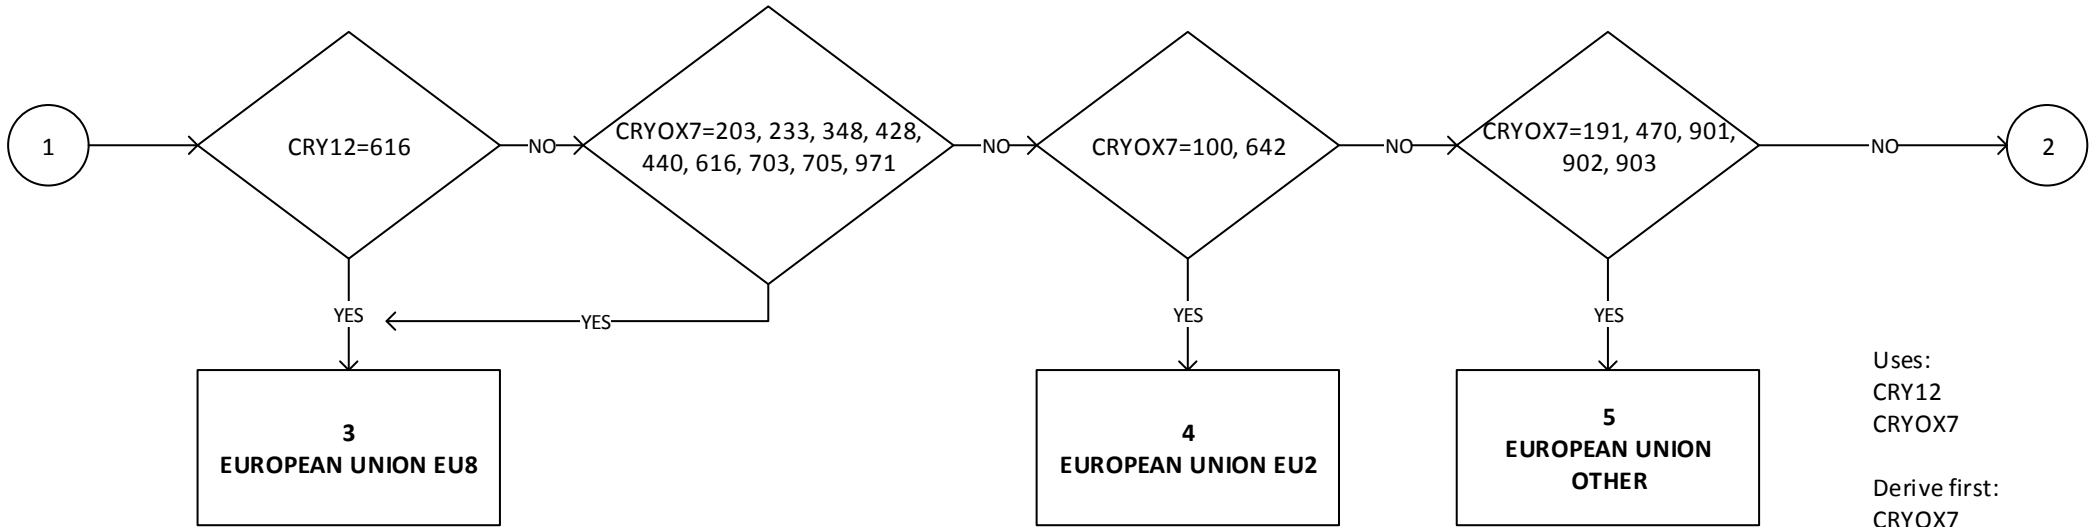 1
CRY12=616
NO
CRYOX7=203, 233, 348, 428,
440, 616, 703, 705, 971
NO
CRYOX7=100, 642
NO
CRYOX7=191, 470, 901,
902, 903
NO
2
YES
YES
YES
YES
3
EUROPEAN UNION EU8
4
EUROPEAN UNION EU2
5
EUROPEAN UNION
OTHER
Uses:
CRY12
CRYOX7
Derive first:
CRYOX7